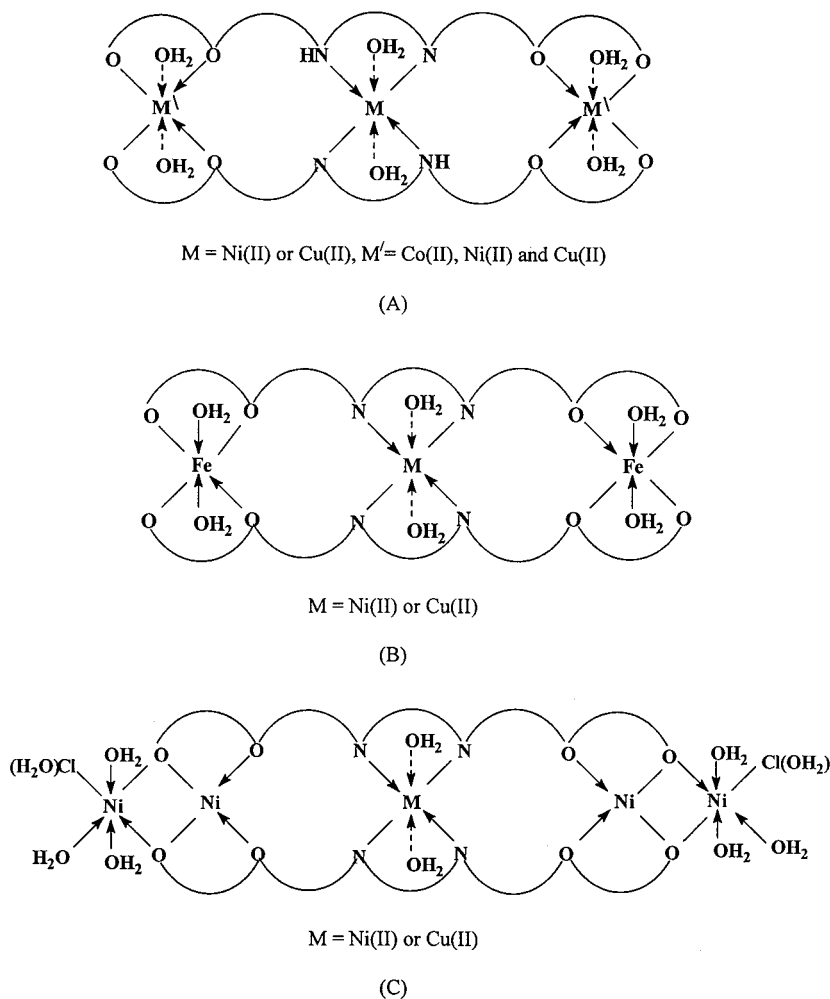 OH₂ OH₂ OH₂
O O HN N O O
M\ M M\
O O N NH O O
OH₂ OH₂ OH₂
M = Ni(II) or Cu(II), M/= Co(II), Ni(II) and Cu(II)
(A)
OH₂ OH₂ OH₂
O O N N O O
Fe M Fe
O O N N O O
OH₂ OH₂ OH₂
M = Ni(II) or Cu(II)
(B)
OH₂ OH₂ OH₂
(H₂O)Cl O O N N O O Cl(OH₂)
Ni Ni M Ni Ni
H₂O O O N N O O OH₂
OH₂ OH₂ OH₂
M = Ni(II) or Cu(II)
(C)